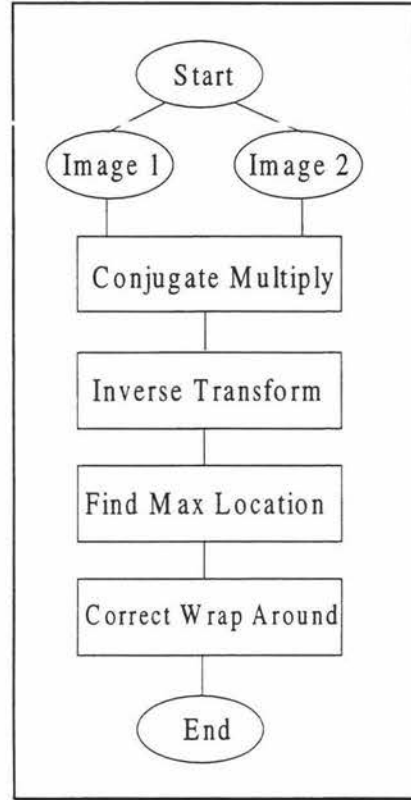 Start
Image 1
Image 2
Conjugate Multiply
Inverse Transform
Find Max Location
Correct Wrap Around
End